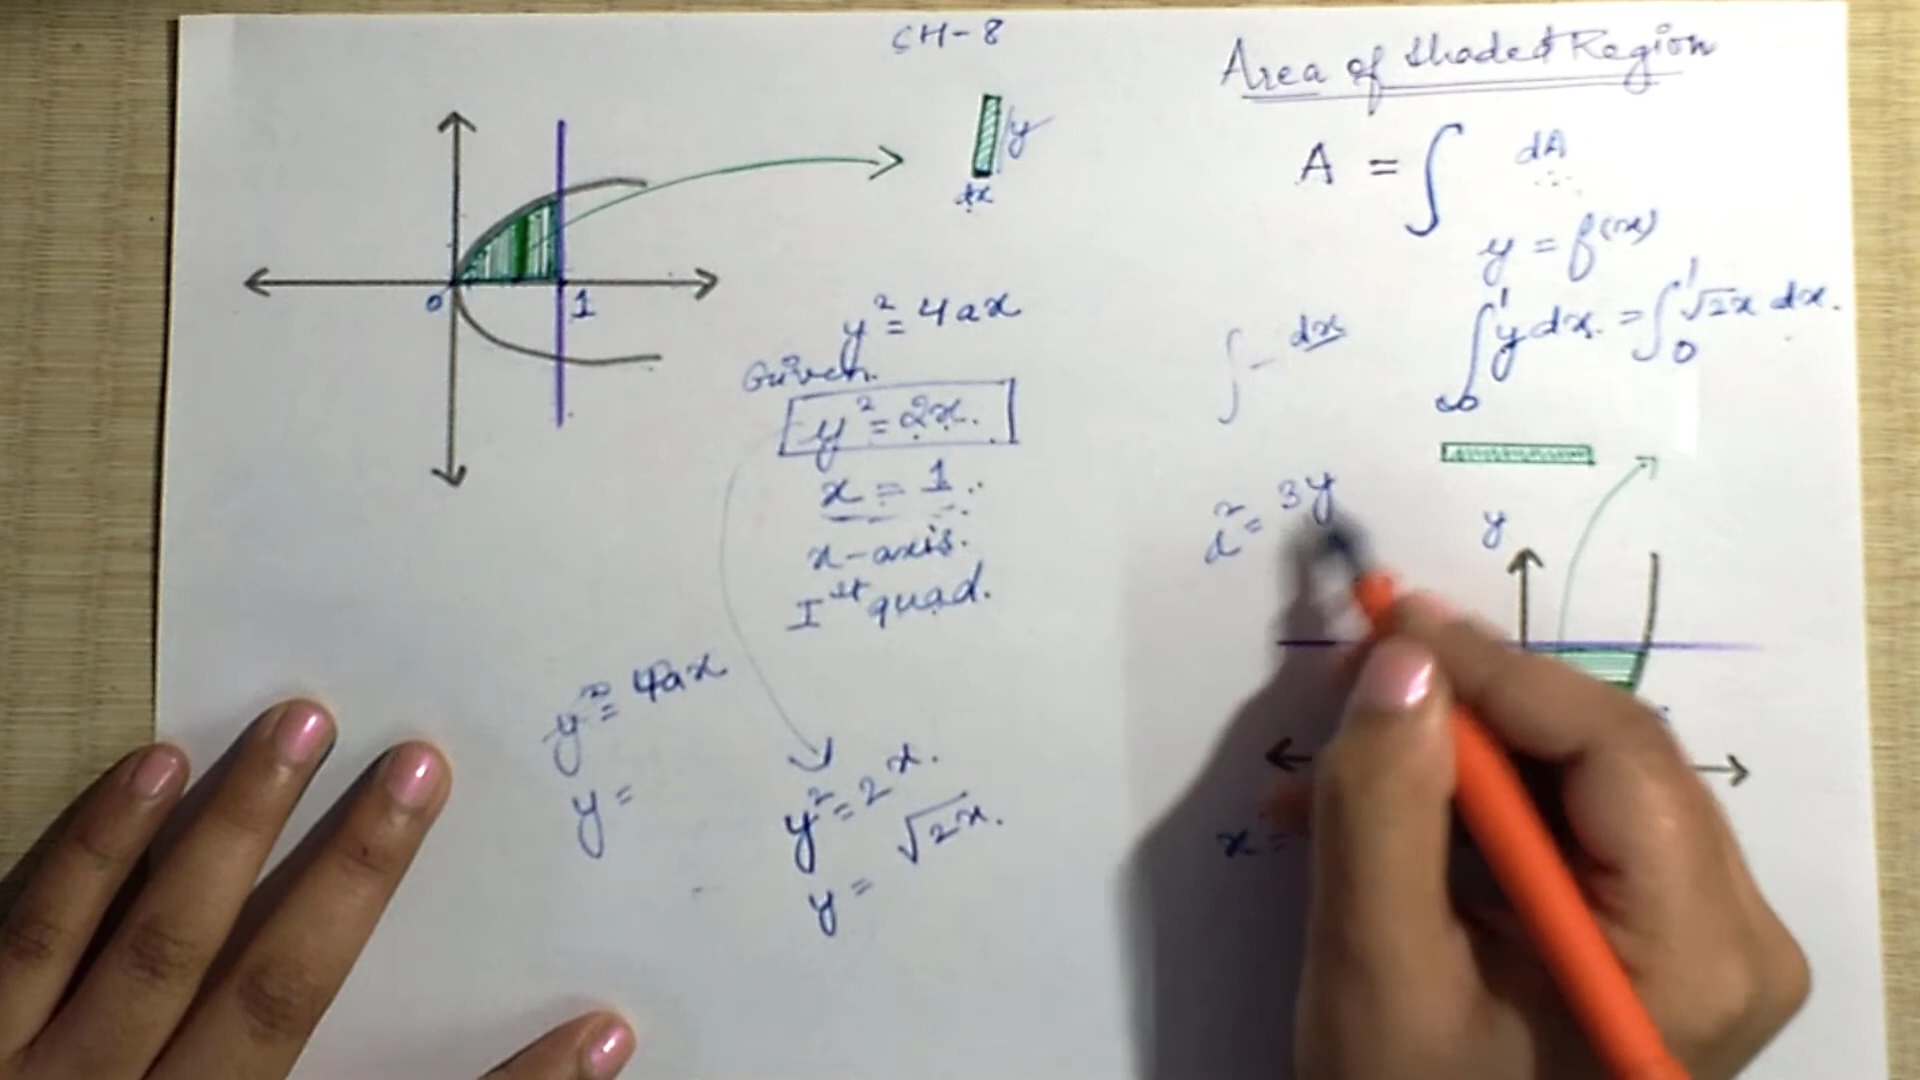 CH-8
Area of Shaded Region
y
dx
A = ∫ dA
y = f(x)
0
1
y² = 4ax
∫ dx
∫₀¹ y dx. = ∫₀¹ √2x dx.
Given.
y² = 2x.
x = 1
x-axis.
Iˢᵗ quad.
x² = 3y
y
y² = 4ax
y =
y² = 2x.
y = √2x.
x =